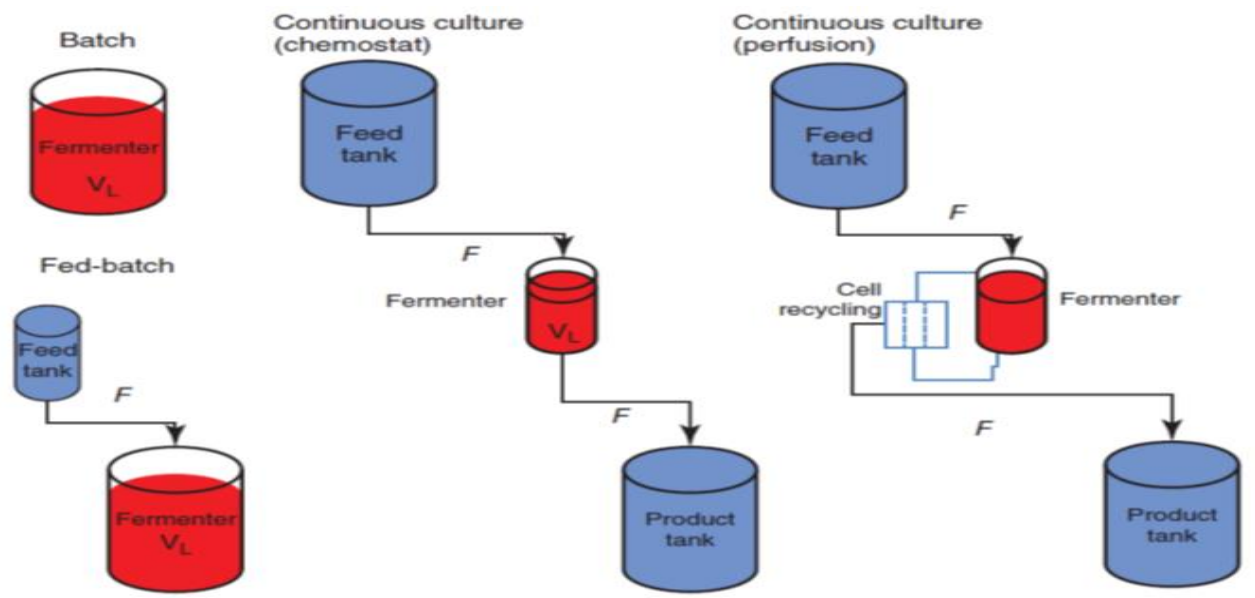 Batch
Fermenter
VL
Fed-batch
Feed
tank
F
Fermenter
VL
Continuous culture
(chemostat)
Feed
tank
F
Fermenter
VL
F
Product
tank
Continuous culture
(perfusion)
Feed
tank
F
Cell
recycling
Fermenter
F
Product
tank